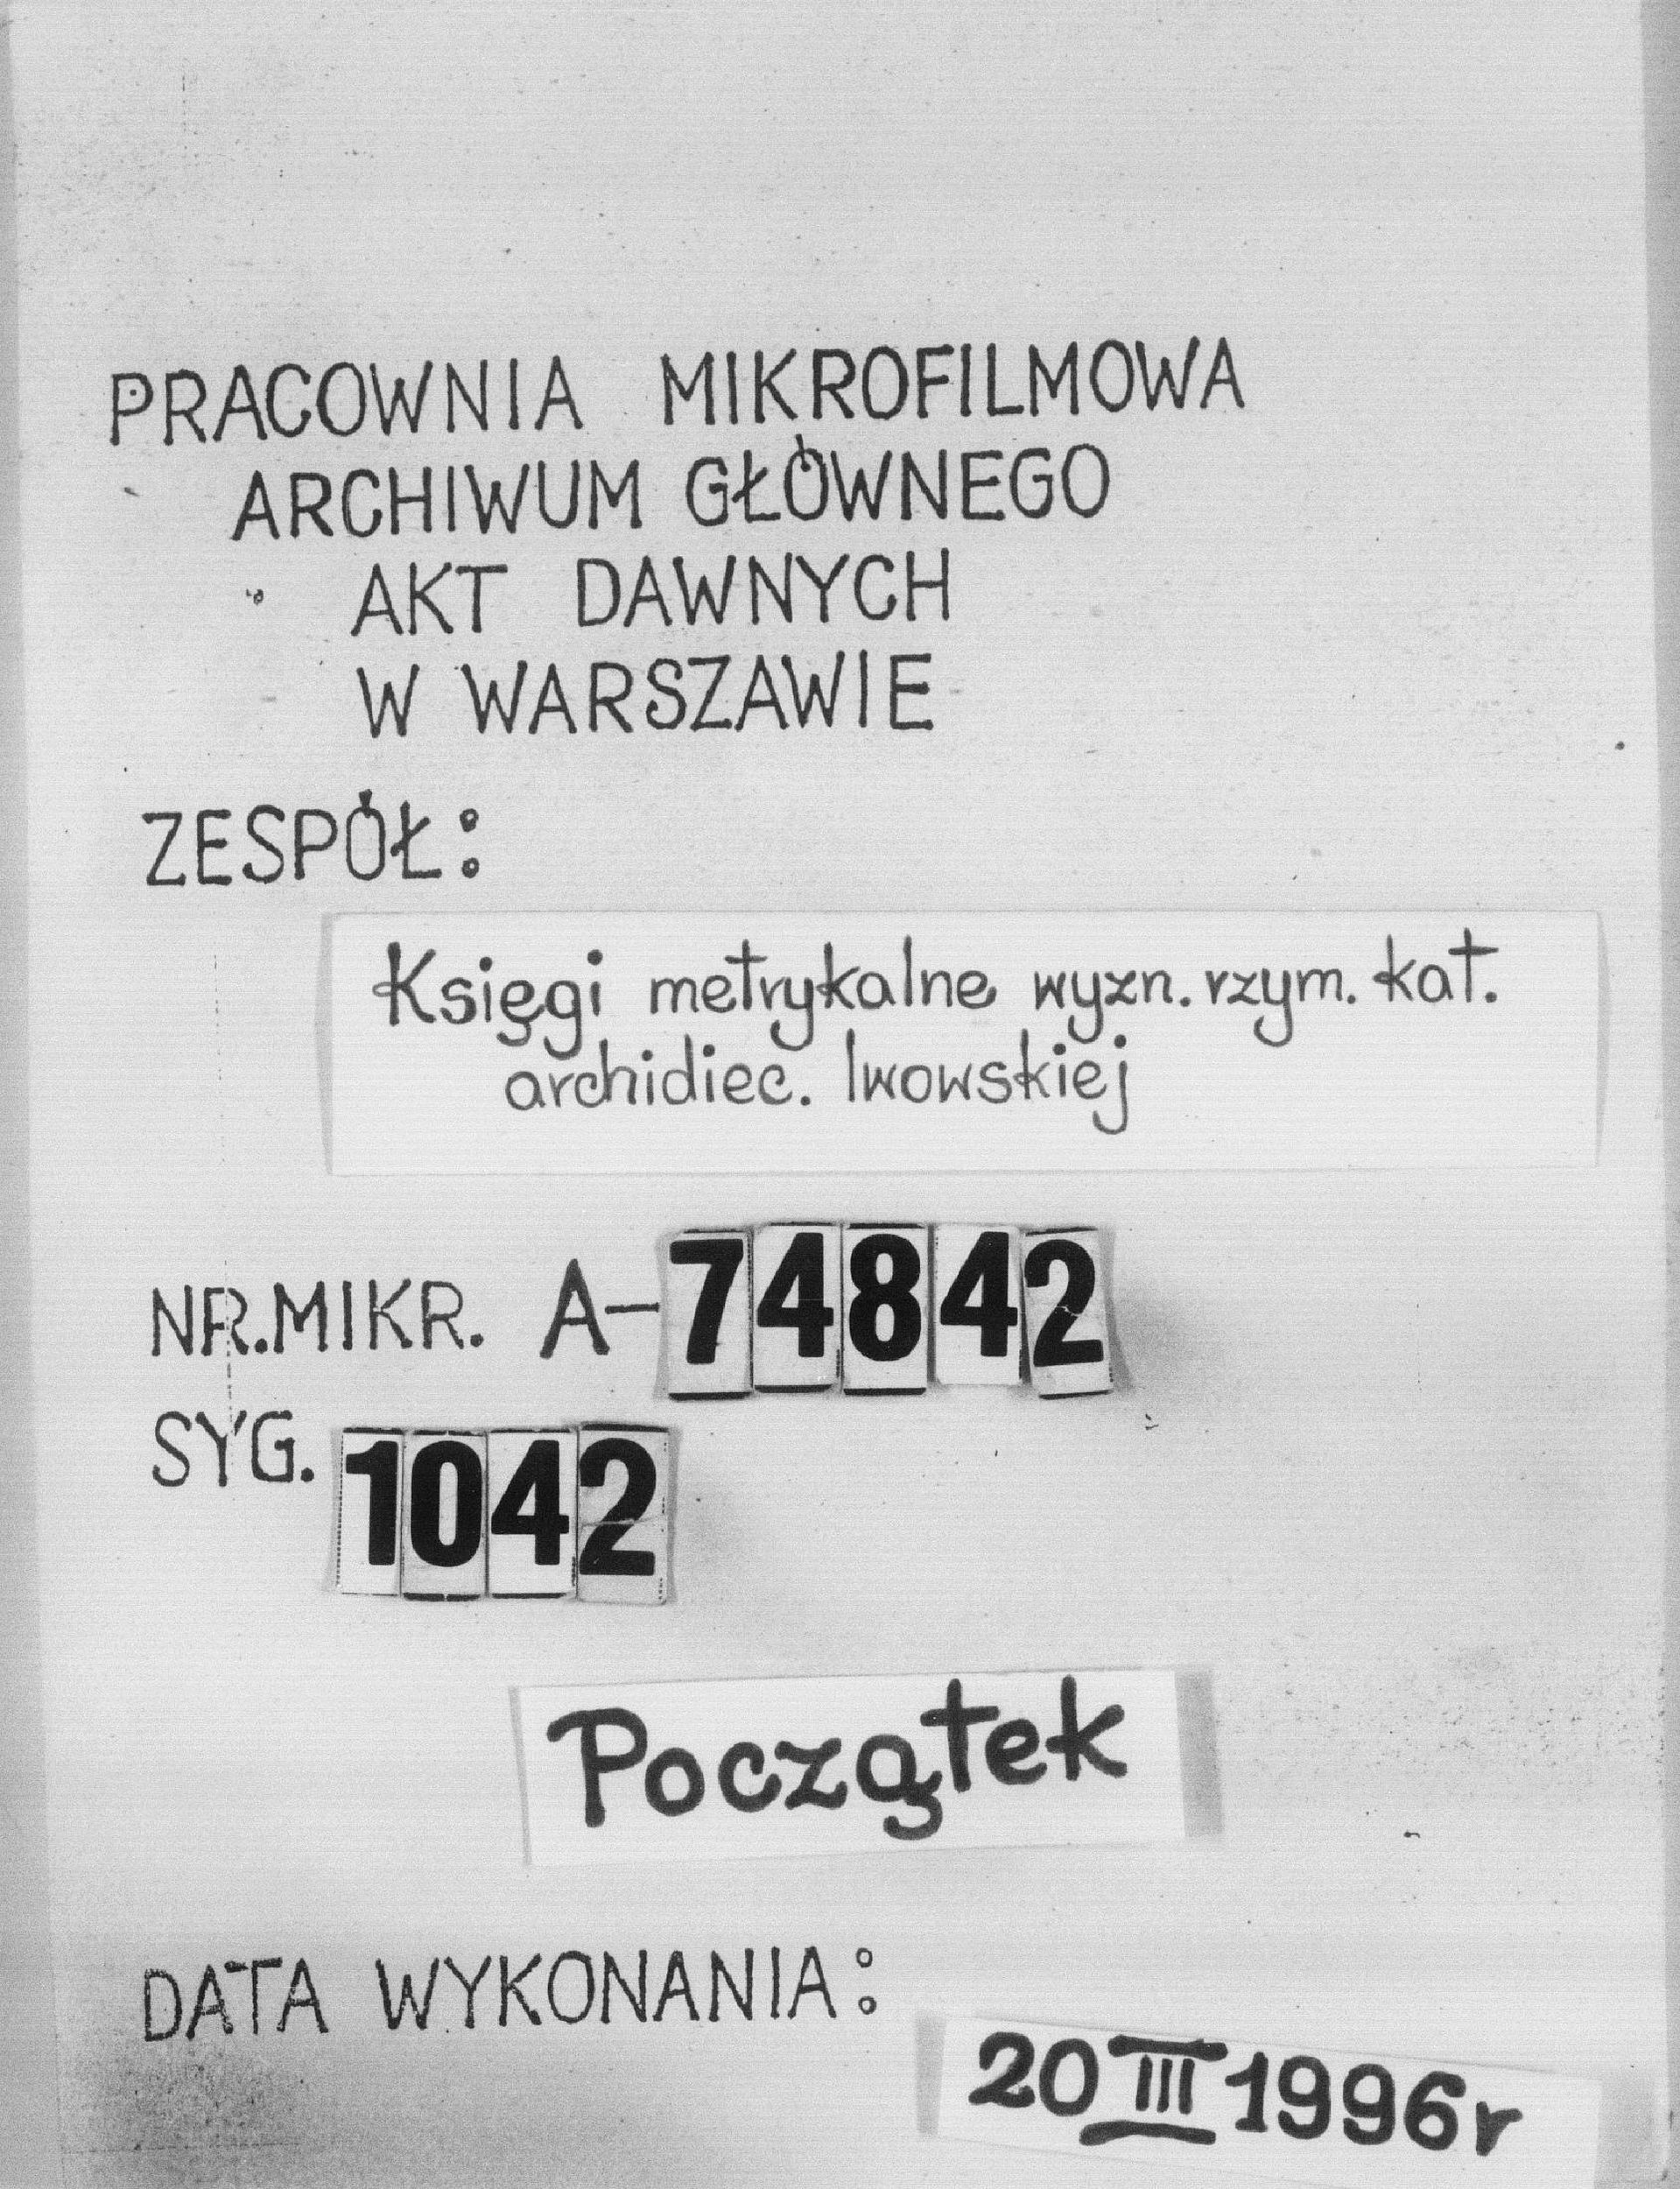 PRACOWNIA MIKROFILMOWA
ARCHIWUM GŁÓWNEGO
AKT DAWNYCH
W WARSZAWIE
ZESPÓŁ:
Księgi metrykalne wyzn. rzym. kat.
archidiec. lwowskiej
NR. MIKR. A-74842
SYG. 1042
Początek
DATA WYKONANIA:
20 III 1996 r